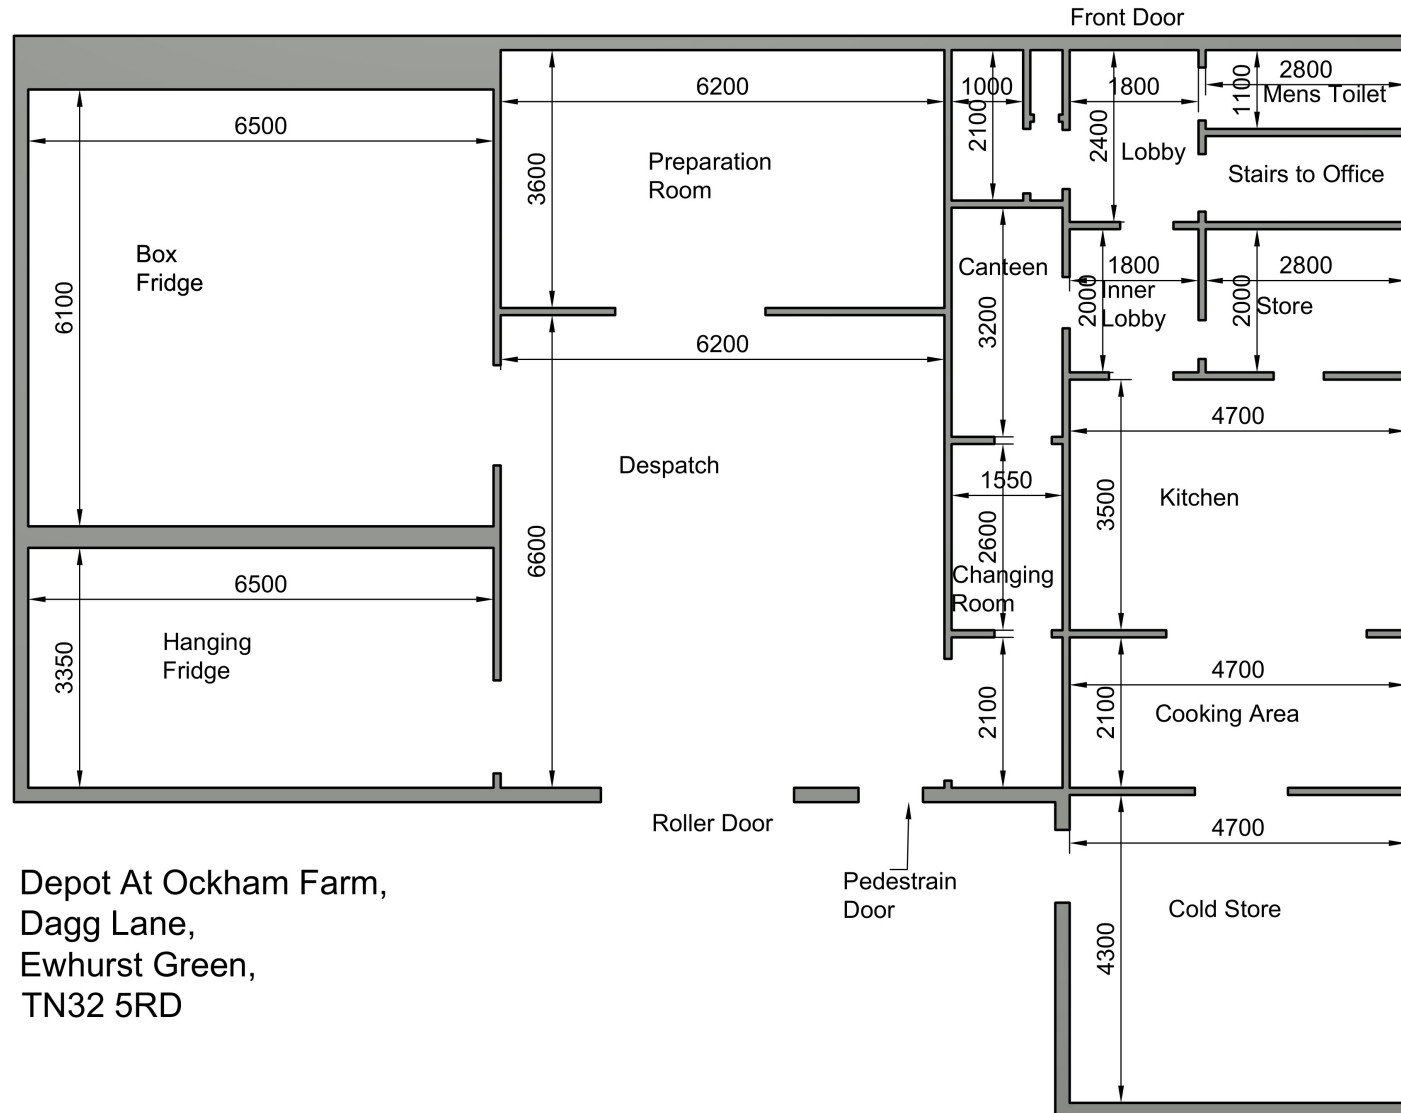 Front Door
6200
1000
1800
2800
1100
Mens Toilet
6500
2100
2400
Lobby
3600
Preparation
Room
Stairs to Office
Box
Fridge
6100
Canteen
3200
1800
2000
Inner
Lobby
2800
2000
Store
6200
4700
Despatch
1550
3500
Kitchen
6600
2600
Changing
Room
6500
Hanging
Fridge
3350
2100
4700
2100
Cooking Area
Roller Door
4700
Pedestrain
Door
Cold Store
4300
Depot At Ockham Farm,
Dagg Lane,
Ewhurst Green,
TN32 5RD